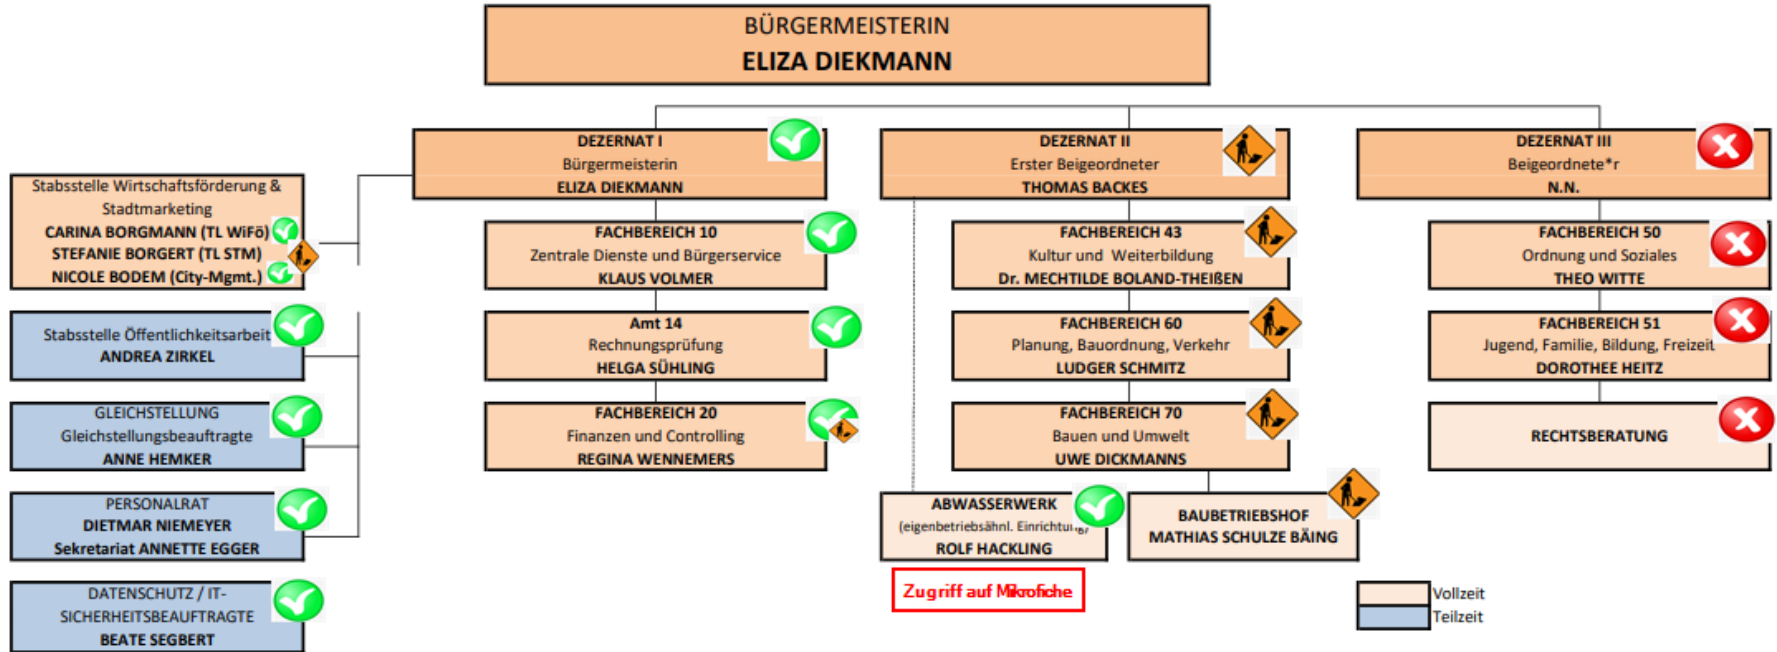 BÜRGERMEISTERIN
ELIZA DIEKMANN
DEZERNAT I
Bürgermeisterin
ELIZA DIEKMANN
DEZERNAT II
Erster Beigeordneter
THOMAS BACKES
DEZERNAT III
Beigeordnete*r
N.N.
Stabsstelle Wirtschaftsförderung &
Stadtmarketing
CARINA BORGMANN (TL WiFö)
STEFANIE BORGERT (TL STM)
NICOLE BODEM (City-Mgmt.)
FACHBEREICH 10
Zentrale Dienste und Bürgerservice
KLAUS VOLMER
FACHBEREICH 43
Kultur und Weiterbildung
Dr. MECHTILDE BOLAND-THEIßEN
FACHBEREICH 50
Ordnung und Soziales
THEO WITTE
Stabsstelle Öffentlichkeitsarbeit
ANDREA ZIRKEL
Amt 14
Rechnungsprüfung
HELGA SÜHLING
FACHBEREICH 60
Planung, Bauordnung, Verkehr
LUDGER SCHMITZ
FACHBEREICH 51
Jugend, Familie, Bildung, Freizeit
DOROTHEE HEITZ
GLEICHSTELLUNG
Gleichstellungsbeauftragte
ANNE HEMKER
FACHBEREICH 20
Finanzen und Controlling
REGINA WENNEMERS
FACHBEREICH 70
Bauen und Umwelt
UWE DICKMANNS
RECHTSBERATUNG
PERSONALRAT
DIETMAR NIEMEYER
Sekretariat ANNETTE EGGER
ABWASSERWERK
(eigenbetriebsähnl. Einrichtung)
ROLF HACKLING
BAUBETRIEBSHOF
MATHIAS SCHULZE BÄING
Zugriff auf Mikrofiche
DATENSCHUTZ / IT-
SICHERHEITSBEAUFTRAGTE
BEATE SEGBERT
Vollzeit
Teilzeit